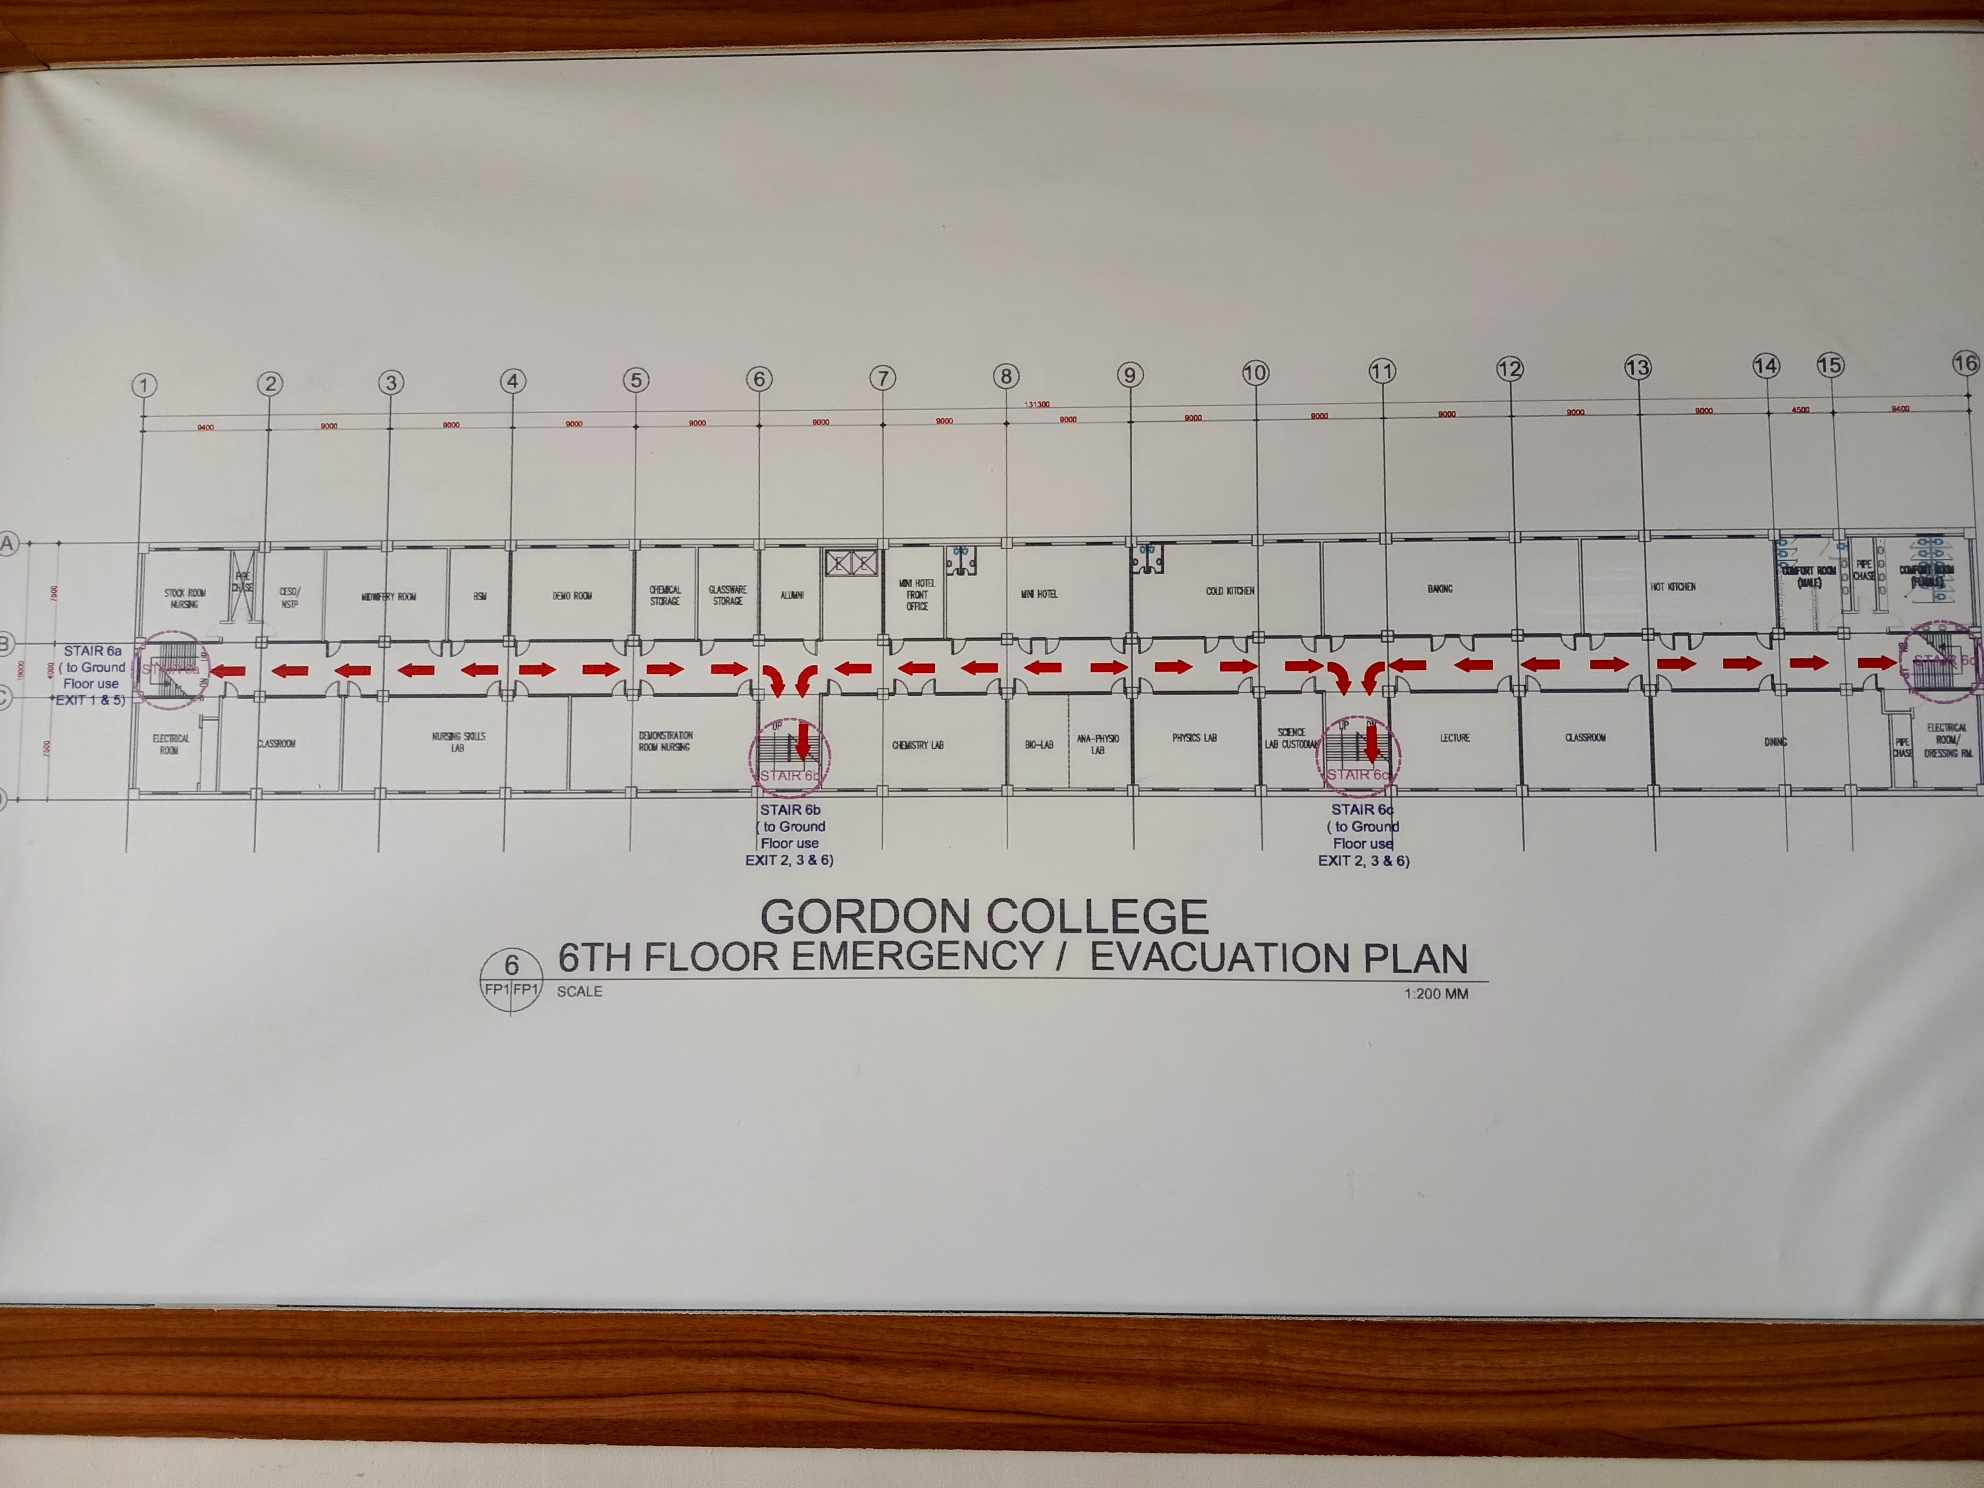 1 2 3 4 5 6 7 8 9 10 11 12 13 14 15 16
131300
9400 9000 9000 9000 9000 9000 9000 9000 9000 9000 9000 9000 9000 4500 9400
A
B
C
7500
4000
19000
7500
STOCK ROOM
NURSING
PIPE
CHASE
CESO/
NSTP
MIDWIFERY ROOM
BSM
DEMO ROOM
CHEMICAL
STORAGE
GLASSWARE
STORAGE
ALUMNI
E E
MINI HOTEL
FRONT
OFFICE
MINI HOTEL
COLD KITCHEN
BAKING
HOT KITCHEN
COMFORT ROOM
(MALE)
PIPE
CHASE
COMFORT ROOM
(FEMALE)
STAIR 6a
( to Ground
Floor use
EXIT 1 & 5)
STAIR 6a
UP
DN
DN
UP
STAIR 6d
ELECTRICAL
ROOM
CLASSROOM
NURSING SKILLS
LAB
DEMONSTRATION
ROOM NURSING
UP
STAIR 6b
CHEMISTRY LAB
BIO-LAB
ANA-PHYSIO
LAB
PHYSICS LAB
SCIENCE
LAB CUSTODIAN
UP DN
STAIR 6c
LECTURE
CLASSROOM
DINING
PIPE
CHASE
ELECTRICAL
ROOM/
DRESSING RM.
STAIR 6b
( to Ground
Floor use
EXIT 2, 3 & 6)
STAIR 6c
( to Ground
Floor use
EXIT 2, 3 & 6)
GORDON COLLEGE
6TH FLOOR EMERGENCY / EVACUATION PLAN
6
FP1 FP1
SCALE
1:200 MM